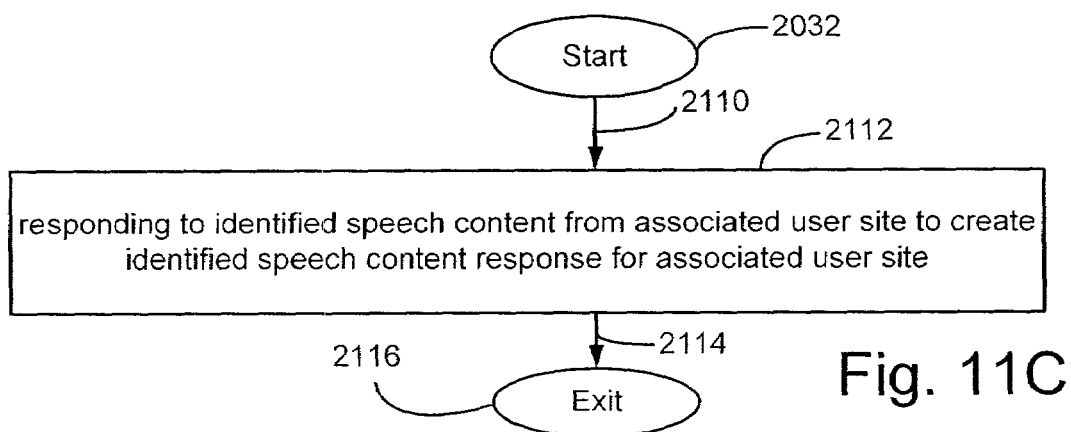 Start
2032
2110
2112
responding to identified speech content from associated user site to create
identified speech content response for associated user site
2114
2116
Exit
Fig. 11C